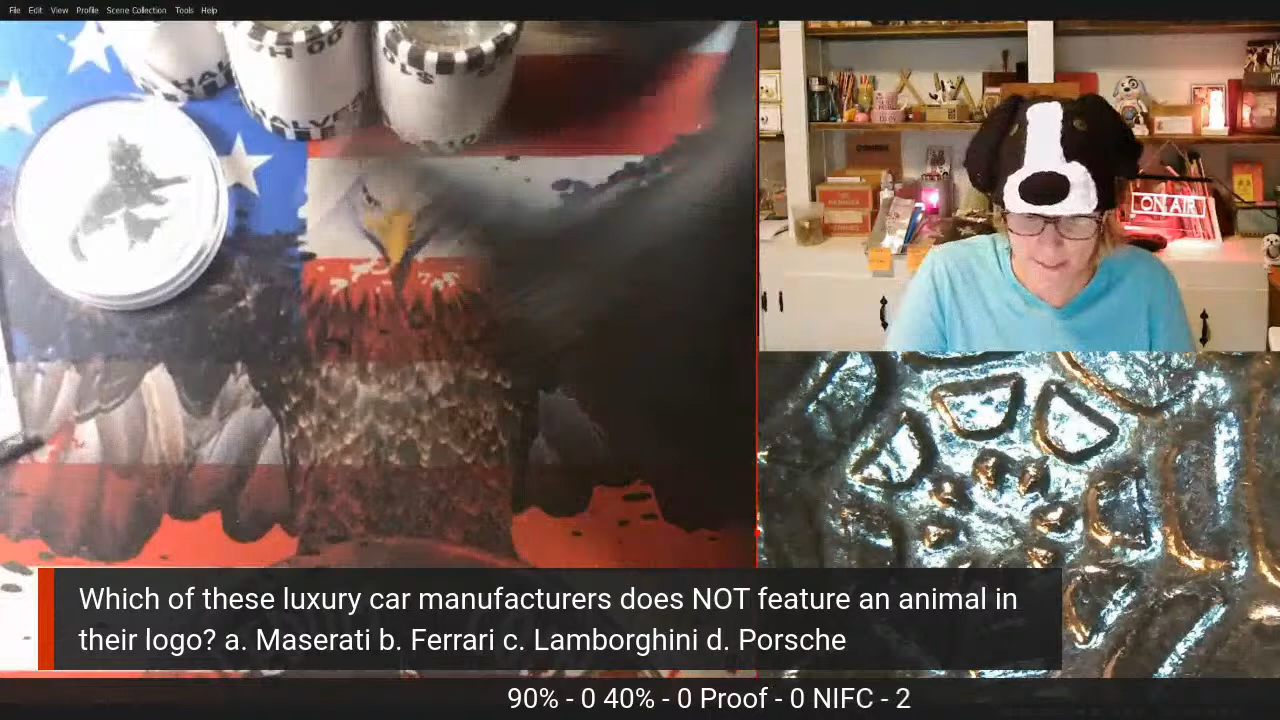 File Edit View Profile Scene Collection Tools Help
ON AIR
Which of these luxury car manufacturers does NOT feature an animal in
their logo? a. Maserati b. Ferrari c. Lamborghini d. Porsche
90% - 0 40% - 0 Proof - 0 NIFC - 2